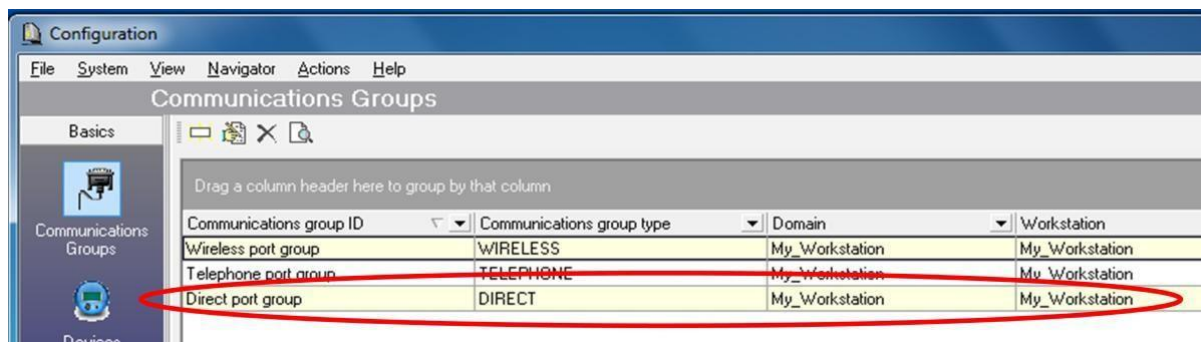 Configuration
File System View Navigator Actions Help
Communications Groups
Basics
Drag a column header here to group by that column
Communications group ID Communications group type Domain Workstation
Wireless port group WIRELESS My_Workstation My_Workstation
Telephone port group TELEPHONE My_Workstation My_Workstation
Direct port group DIRECT My_Workstation My_Workstation
Communications
Groups
Devices